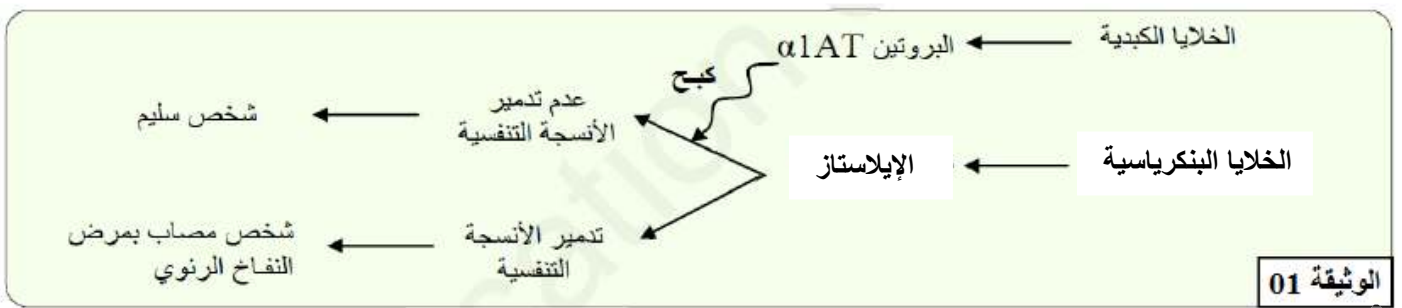 الخلايا الكبدية
البروتين α1AT
كبح
عدم تدمير
الأنسجة التنفسية
شخص سليم
الخلايا البنكرياسية
الإيلاستاز
تدمير الأنسجة
التنفسية
شخص مصاب بمرض
النفاخ الرئوي
الوثيقة 01